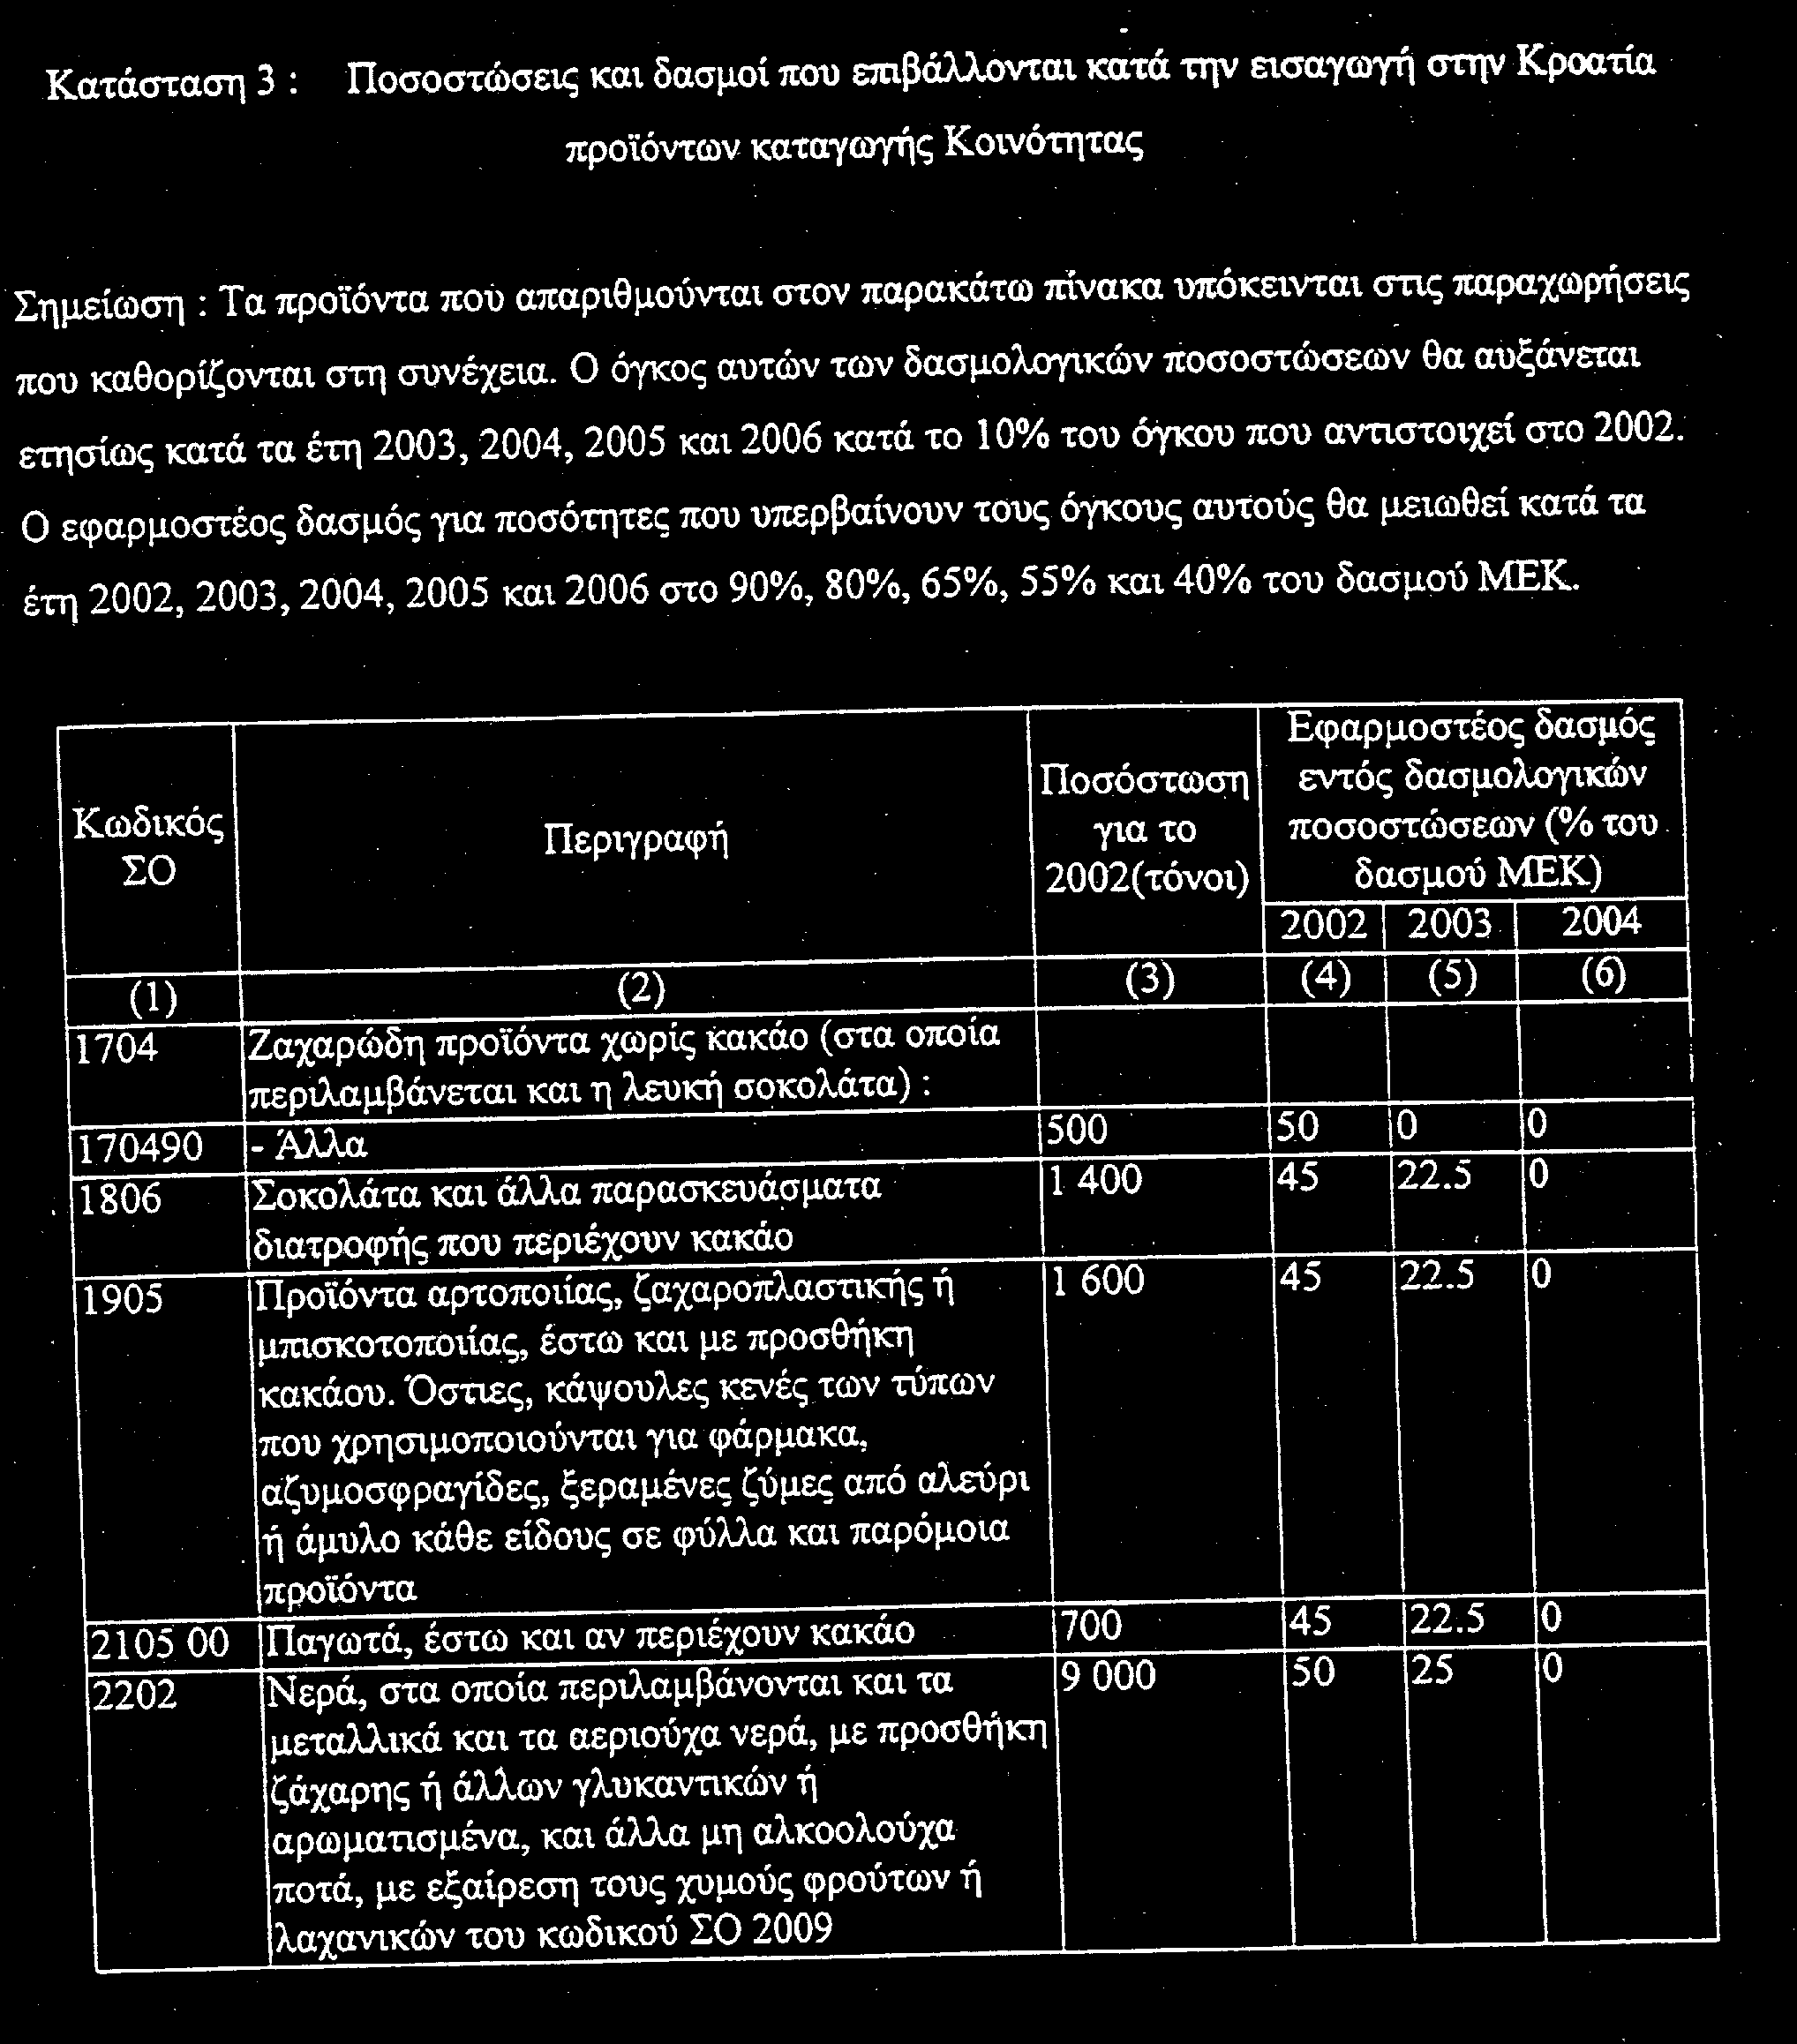 Κατάσταση 3 : Ποσοστώσεις και δασμοί που επιβάλλονται κατά την εισαγωγή στην Κροατία
προϊόντων καταγωγής Κοινότητας
Σημείωση : Τα προϊόντα που απαριθμούνται στον παρακάτω πίνακα υπόκεινται στις παραχωρήσεις
που καθορίζονται στη συνέχεια. Ο όγκος αυτών των δασμολογικών ποσοστώσεων θα αυξάνεται
ετησίως κατά τα έτη 2003, 2004, 2005 και 2006 κατά το 10% του όγκου που αντιστοιχεί στο 2002.
Ο εφαρμοστέος δασμός για ποσότητες που υπερβαίνουν τους όγκους αυτούς θα μειωθεί κατά τα
έτη 2002, 2003, 2004, 2005 και 2006 στο 90%, 80%, 65%, 55% και 40% του δασμού ΜΕΚ.
Κωδικός
ΣΟ
Περιγραφή
Ποσόστωση
για το
2002(τόνοι)
Εφαρμοστέος δασμός
εντός δασμολογικών
ποσοστώσεων (% του
δασμού ΜΕΚ)
2002 2003 2004
(1) (2) (3) (4) (5) (6)
1704 Ζαχαρώδη προϊόντα χωρίς κακάο (στα οποία
περιλαμβάνεται και η λευκή σοκολάτα) :
170490 - Άλλα 500 50 0 0
1806 Σοκολάτα και άλλα παρασκευάσματα 1 400 45 22.5 0
διατροφής που περιέχουν κακάο
1905 Προϊόντα αρτοποιίας, ζαχαροπλαστικής ή 1 600 45 22.5 0
μπισκοτοποιίας, έστω και με προσθήκη
κακάου. Όστιες, κάψουλες κενές των τύπων
που χρησιμοποιούνται για φάρμακα,
αζυμοσφραγίδες, ξεραμένες ζύμες από αλεύρι
ή άμυλο κάθε είδους σε φύλλα και παρόμοια
προϊόντα
2105 00 Παγωτά, έστω και αν περιέχουν κακάο 700 45 22.5 0
2202 Νερά, στα οποία περιλαμβάνονται και τα 9 000 50 25 0
μεταλλικά και τα αεριούχα νερά, με προσθήκη
ζάχαρης ή άλλων γλυκαντικών ή
αρωματισμένα, και άλλα μη αλκοολούχα
ποτά, με εξαίρεση τους χυμούς φρούτων ή
λαχανικών του κωδικού ΣΟ 2009